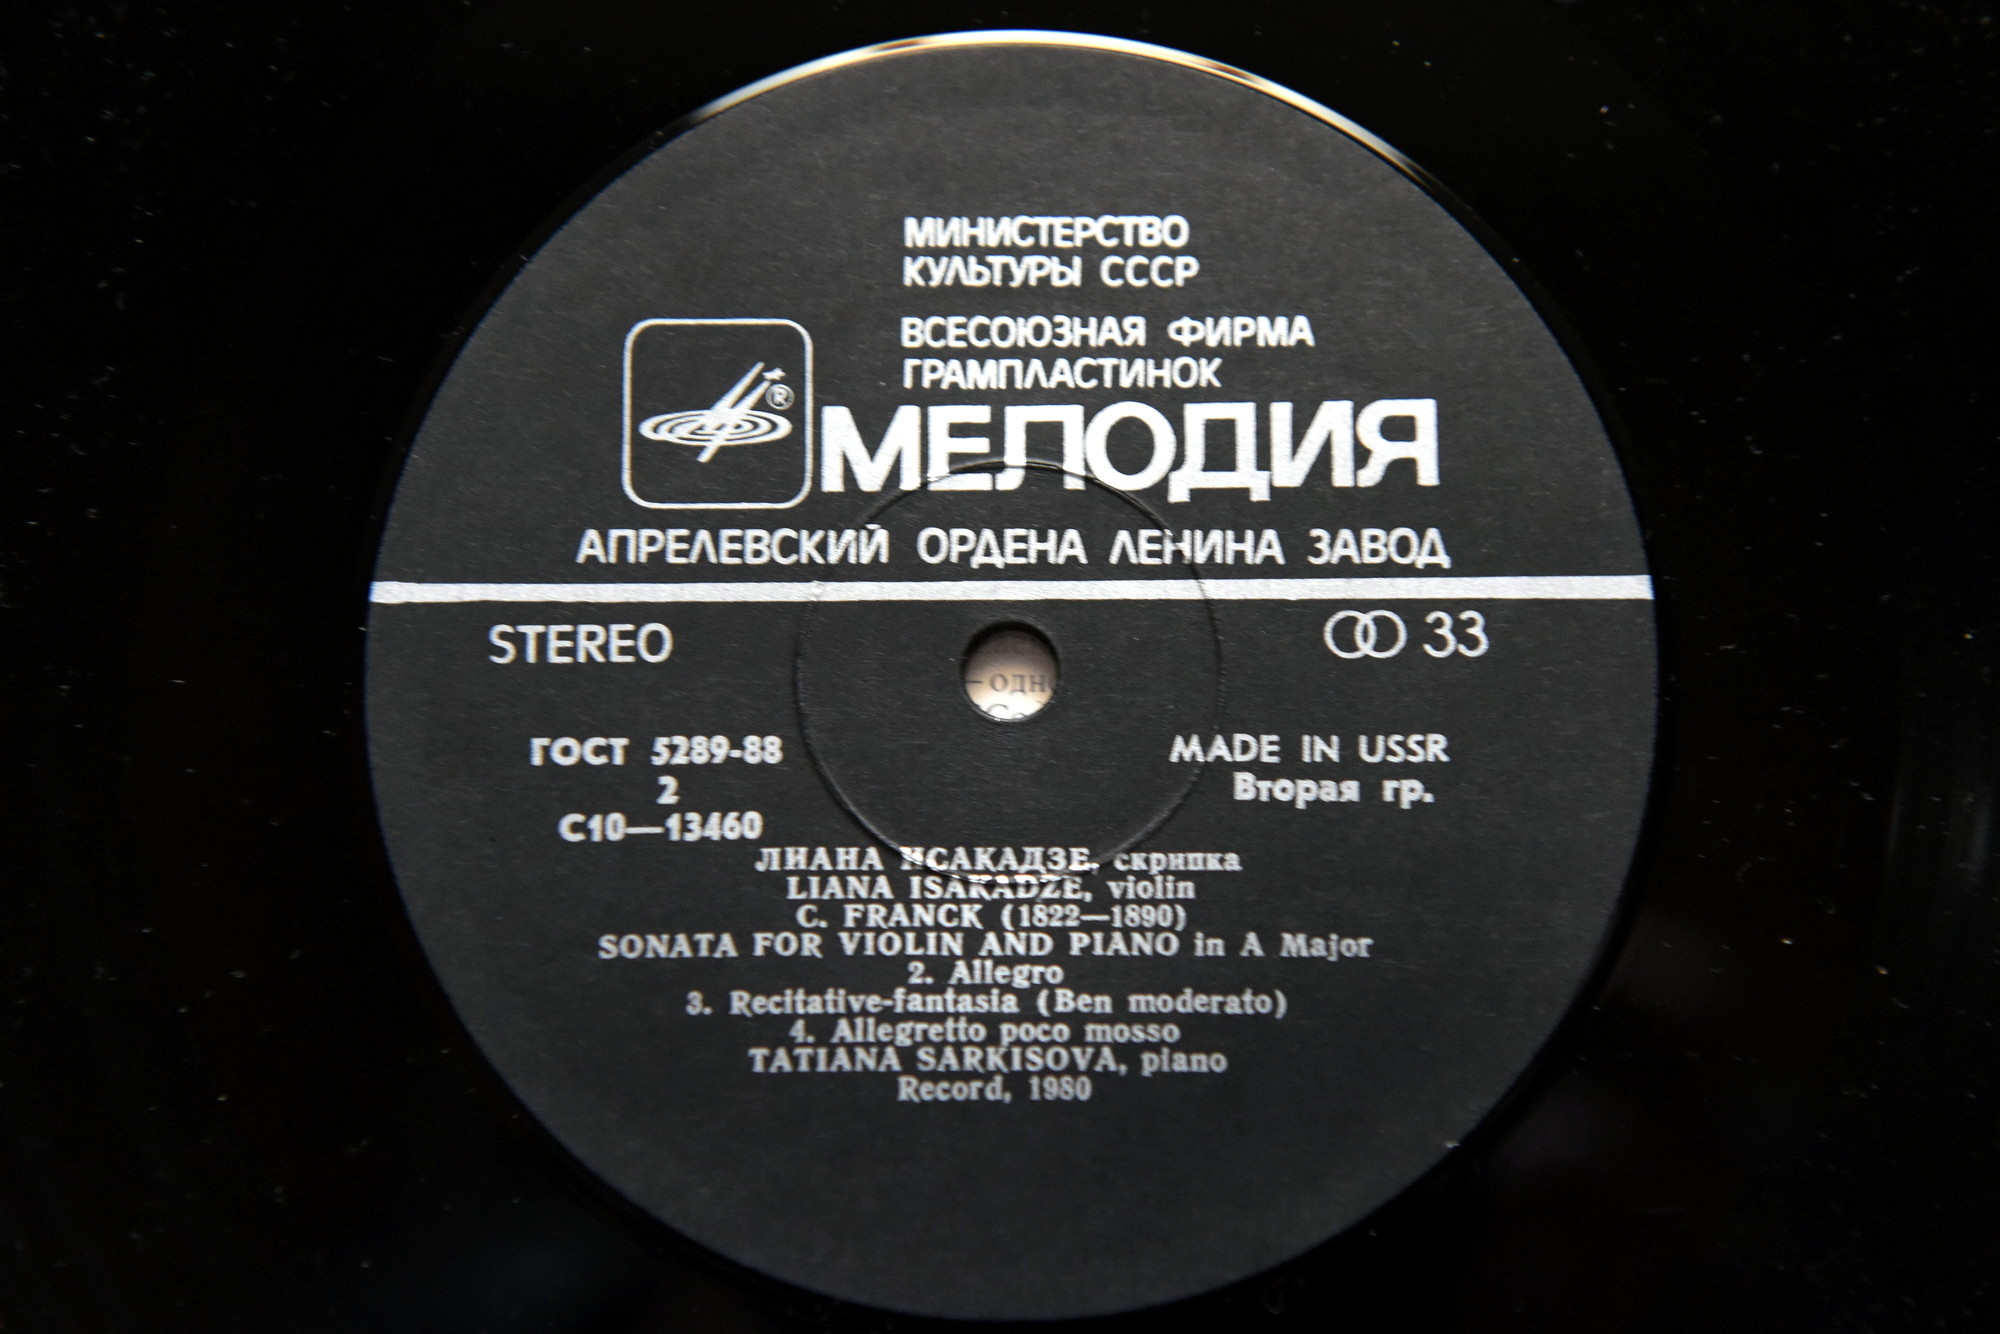 МИНИСТЕРСТВО
КУЛЬТУРЫ СССР
ВСЕСОЮЗНАЯ ФИРМА
ГРАМПЛАСТИНОК
®
МЕЛОДИЯ
АПРЕЛЕВСКИЙ ОРДЕНА ЛЕНИНА ЗАВОД
STEREO
33
ГОСТ 5289-88
2
С10—13460
MADE IN USSR
Вторая гр.
ЛИАНА ИСАКАДЗЕ, скрипка
LIANA ISAKADZE, violin
C. FRANCK (1822—1890)
SONATA FOR VIOLIN AND PIANO in A Major
2. Allegro
3. Recitative-fantasia (Ben moderato)
4. Allegretto poco mosso
TATIANA SARKISOVA, piano
Record, 1980